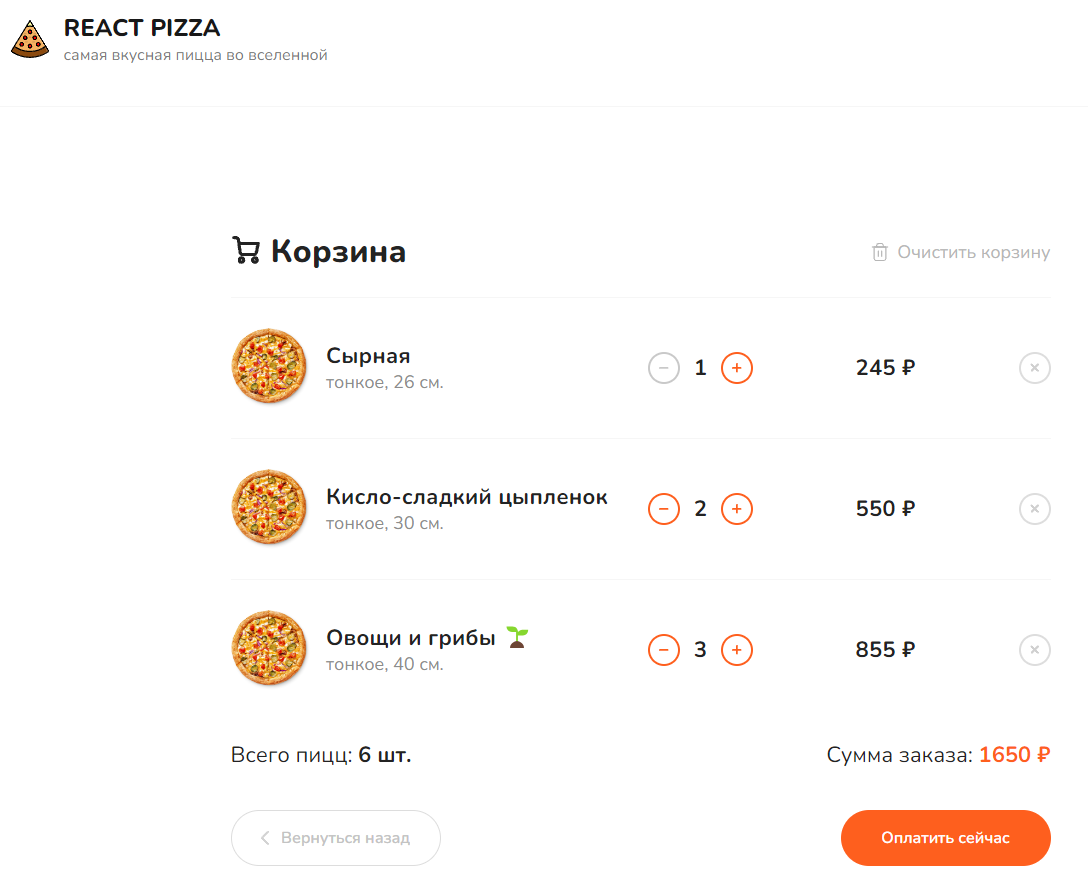 REACT PIZZA
самая вкусная пицца во вселенной
Корзина
Очистить корзину
Сырная
тонкое, 26 см.
1
245 ₽
Кисло-сладкий цыпленок
тонкое, 30 см.
2
550 ₽
Овощи и грибы
тонкое, 40 см.
3
855 ₽
Всего пицц: 6 шт.
Сумма заказа: 1650 ₽
Вернуться назад
Оплатить сейчас